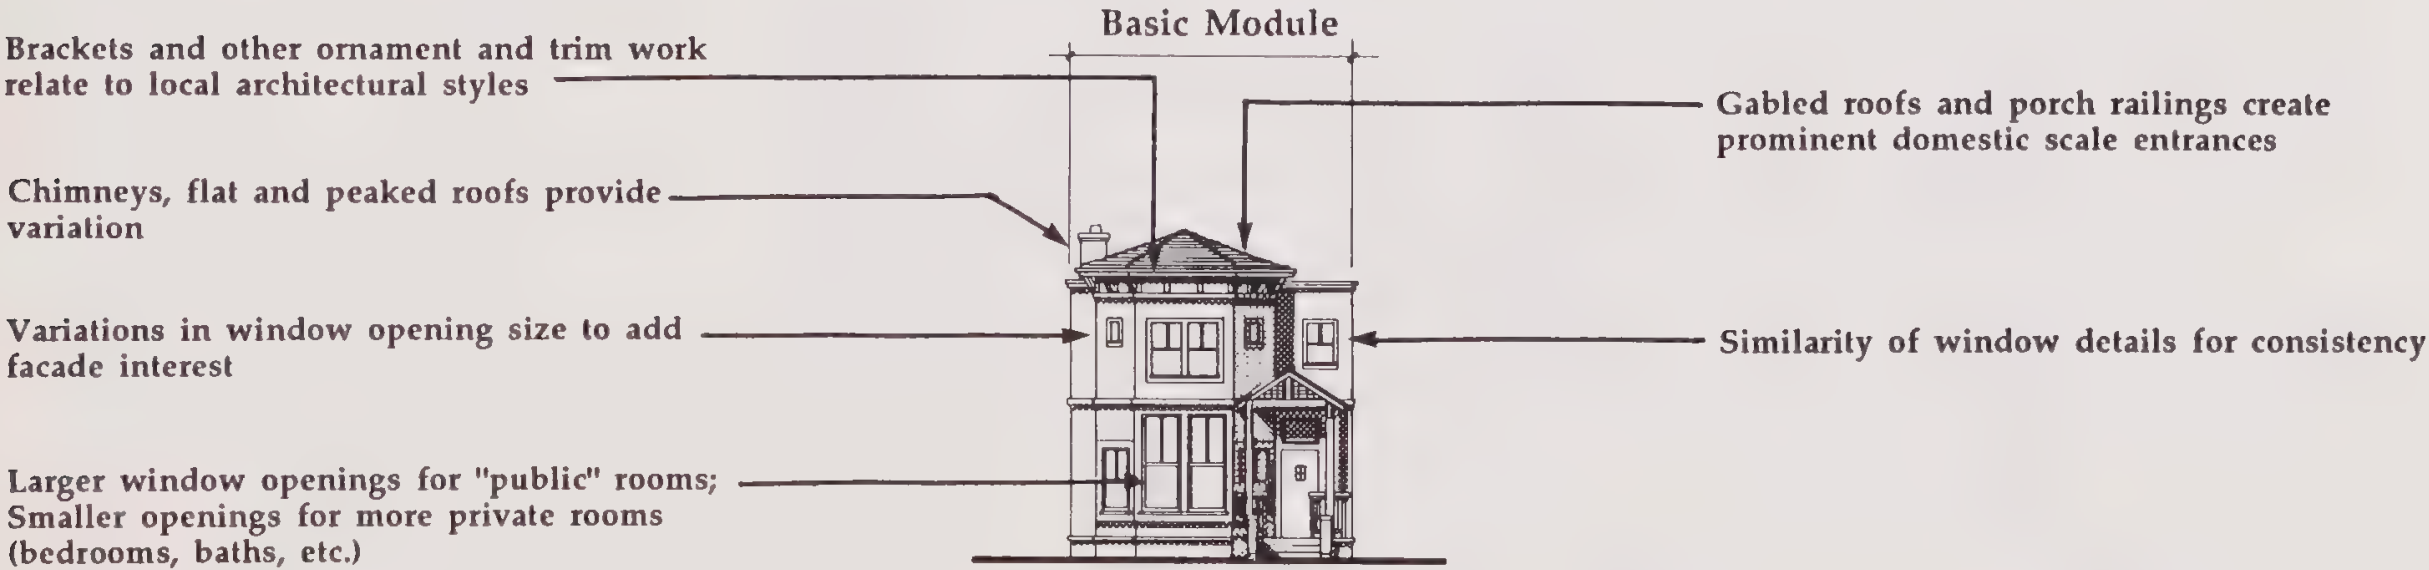 Basic Module
Brackets and other ornament and trim work
relate to local architectural styles
Chimneys, flat and peaked roofs provide
variation
Variations in window opening size to add
facade interest
Larger window openings for "public" rooms;
Smaller openings for more private rooms
(bedrooms, baths, etc.)
Gabled roofs and porch railings create
prominent domestic scale entrances
Similarity of window details for consistency